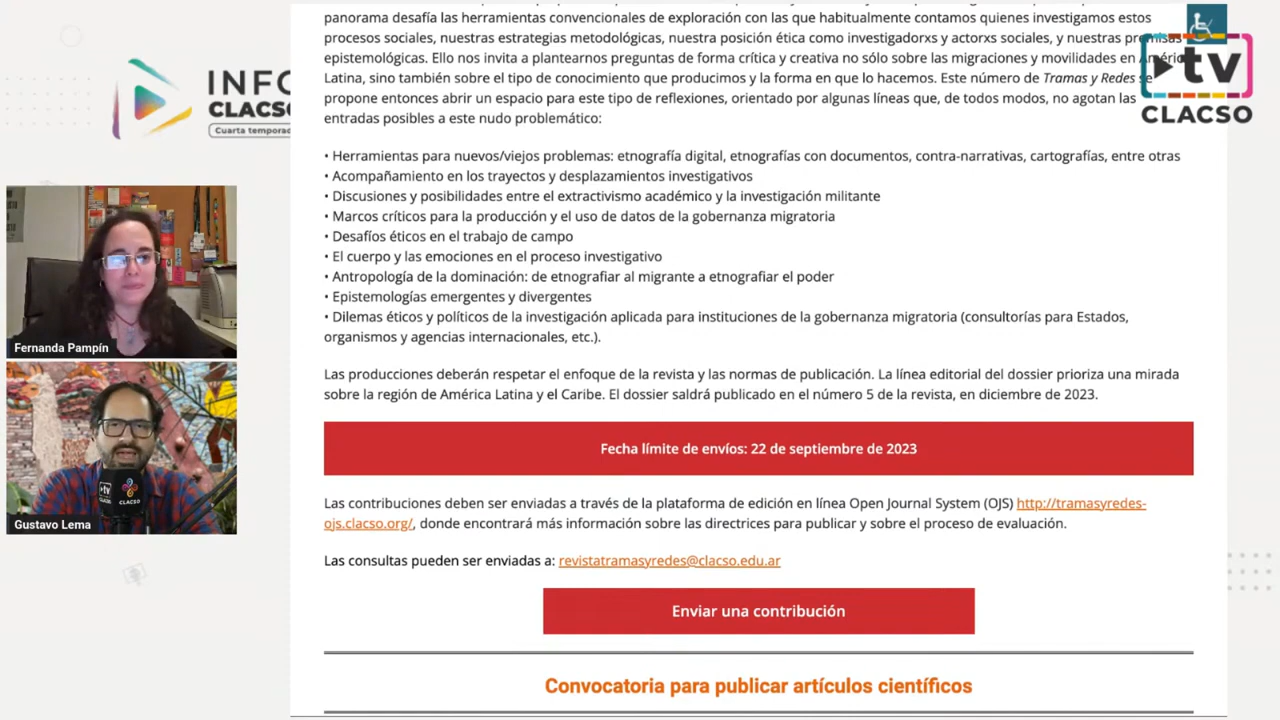 INFO
CLACSO
Cuarta temporad
tv
CLACSO
Fernanda Pampín
tv
CLACSO
CLACSO
Gustavo Lema
panorama desafía las herramientas convencionales de exploración con las que habitualmente contamos quienes investigamos estos
procesos sociales, nuestras estrategias metodológicas, nuestra posición ética como investigadorxs y actorxs sociales, y nuestras premisas
epistemológicas. Ello nos invita a plantearnos preguntas de forma crítica y creativa no sólo sobre las migraciones y movilidades en América
Latina, sino también sobre el tipo de conocimiento que producimos y la forma en que lo hacemos. Este número de Tramas y Redes se
propone entonces abrir un espacio para este tipo de reflexiones, orientado por algunas líneas que, de todos modos, no agotan las
entradas posibles a este nudo problemático:
• Herramientas para nuevos/viejos problemas: etnografía digital, etnografías con documentos, contra-narrativas, cartografías, entre otras
• Acompañamiento en los trayectos y desplazamientos investigativos
• Discusiones y posibilidades entre el extractivismo académico y la investigación militante
• Marcos críticos para la producción y el uso de datos de la gobernanza migratoria
• Desafíos éticos en el trabajo de campo
• El cuerpo y las emociones en el proceso investigativo
• Antropología de la dominación: de etnografiar al migrante a etnografiar el poder
• Epistemologías emergentes y divergentes
• Dilemas éticos y políticos de la investigación aplicada para instituciones de la gobernanza migratoria (consultorías para Estados,
organismos y agencias internacionales, etc.).
Las producciones deberán respetar el enfoque de la revista y las normas de publicación. La línea editorial del dossier prioriza una mirada
sobre la región de América Latina y el Caribe. El dossier saldrá publicado en el número 5 de la revista, en diciembre de 2023.
Fecha límite de envíos: 22 de septiembre de 2023
Las contribuciones deben ser enviadas a través de la plataforma de edición en línea Open Journal System (OJS) http://tramasyredes-
ojs.clacso.org/, donde encontrará más información sobre las directrices para publicar y sobre el proceso de evaluación.
Las consultas pueden ser enviadas a: revistatramasyredes@clacso.edu.ar
Enviar una contribución
Convocatoria para publicar artículos científicos